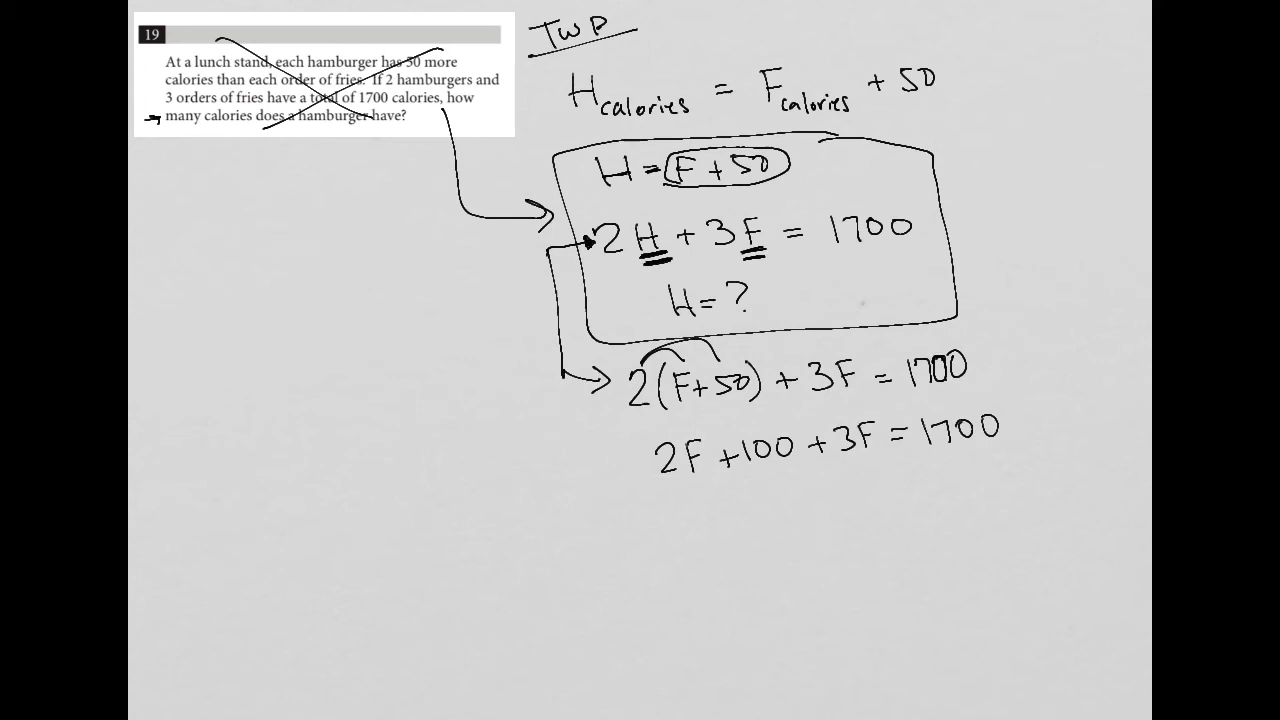 19
At a lunch stand, each hamburger has 50 more
calories than each order of fries. If 2 hamburgers and
3 orders of fries have a total of 1700 calories, how
many calories does a hamburger have?
TWP
H calories = F calories + 50
H = F + 50
2H + 3F = 1700
H = ?
2(F+50) + 3F = 1700
2F + 100 + 3F = 1700